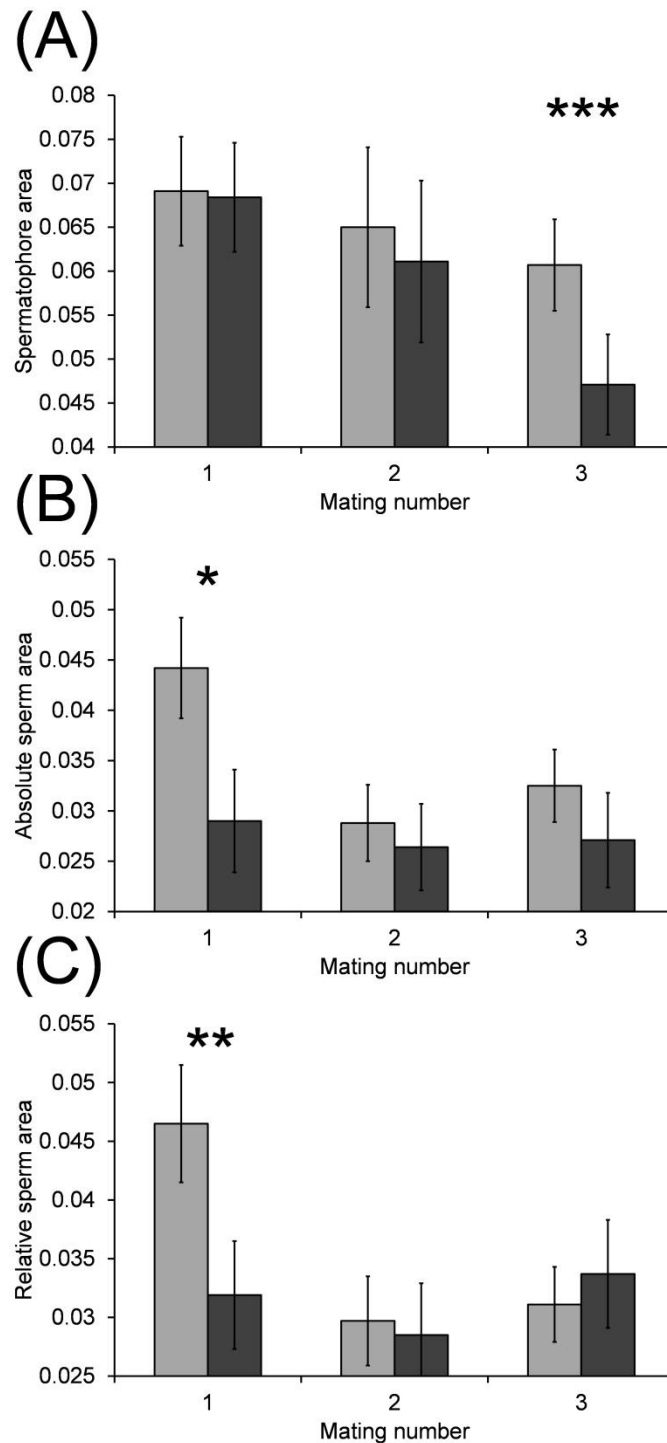 (A)
Spermatophore area
0.08
0.075
0.07
0.065
0.06
0.055
0.05
0.045
0.04
***
1 2 3
Mating number
(B)
Absolute sperm area
0.055
0.05
0.045
0.04
0.035
0.03
0.025
0.02
*
1 2 3
Mating number
(C)
Relative sperm area
0.055
0.05
0.045
0.04
0.035
0.03
0.025
**
1 2 3
Mating number